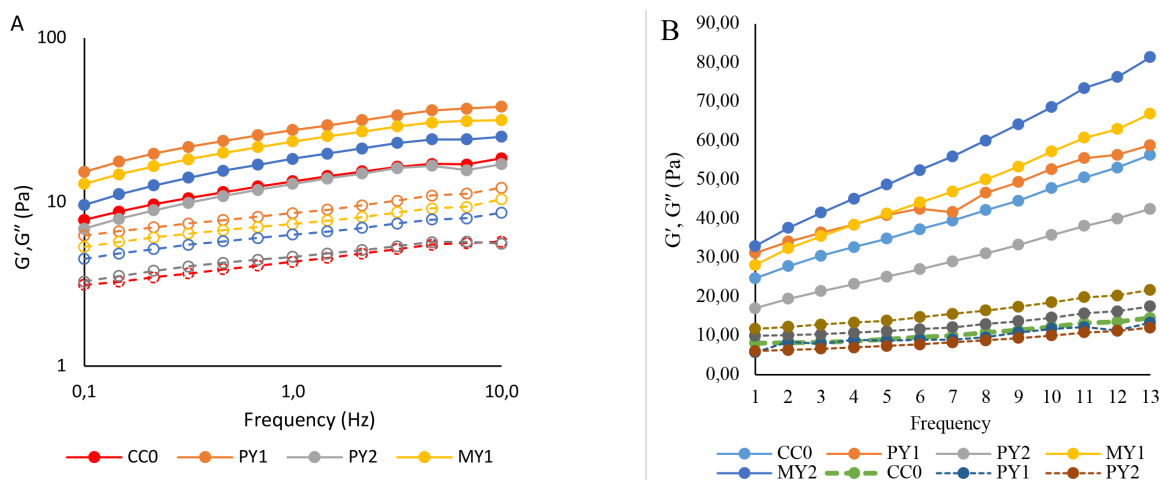 A
100
10
1
G′, G″ (Pa)
0,1 1,0 10,0
Frequency (Hz)
CC0 PY1 PY2 MY1
B
90,00
80,00
70,00
60,00
50,00
40,00
30,00
20,00
10,00
0,00
G′, G″ (Pa)
1 2 3 4 5 6 7 8 9 10 11 12 13
Frequency
CC0 PY1 PY2 MY1
MY2 CC0 PY1 PY2